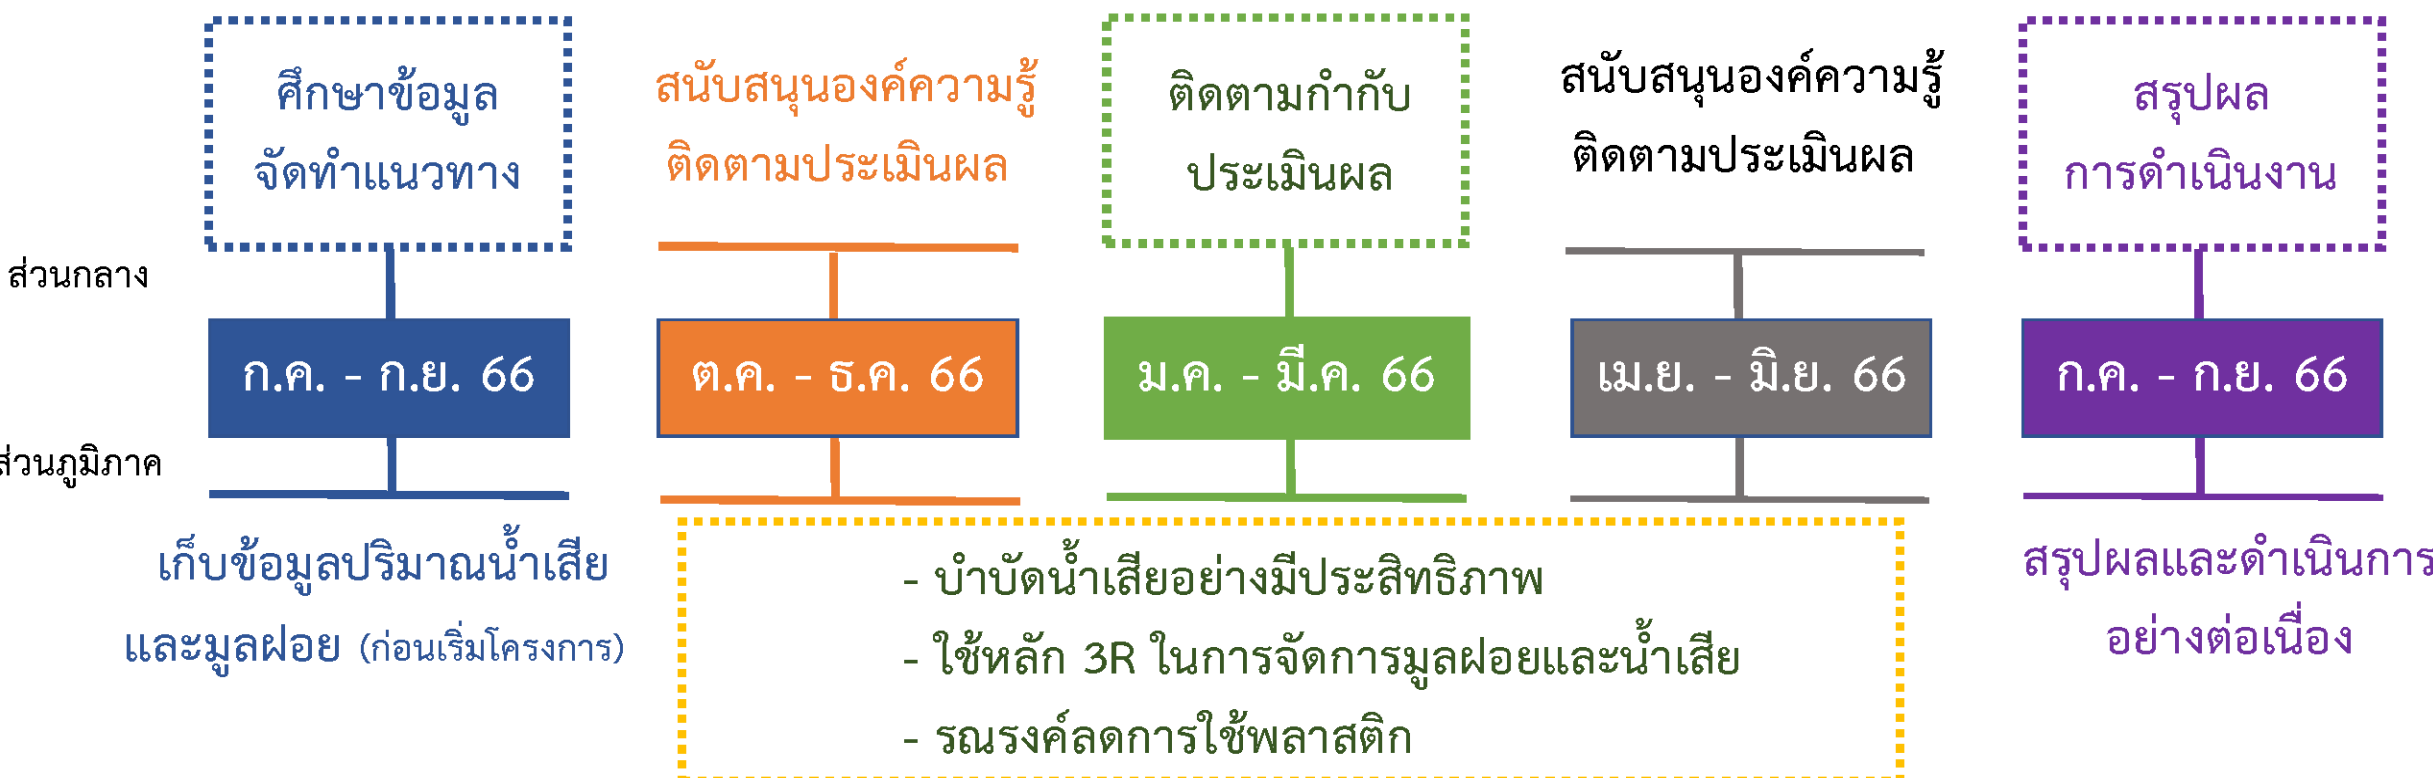 ศึกษาข้อมูล
จัดทำแนวทาง
สนับสนุนองค์ความรู้
ติดตามประเมินผล
ติดตามกำกับ
ประเมินผล
สนับสนุนองค์ความรู้
ติดตามประเมินผล
สรุปผล
การดำเนินงาน
ส่วนกลาง
ก.ค. - ก.ย. 66
ต.ค. - ธ.ค. 66
ม.ค. - มี.ค. 66
เม.ย. - มิ.ย. 66
ก.ค. - ก.ย. 66
ส่วนภูมิภาค
เก็บข้อมูลปริมาณน้ำเสีย
และมูลฝอย (ก่อนเริ่มโครงการ)
- บำบัดน้ำเสียอย่างมีประสิทธิภาพ
- ใช้หลัก 3R ในการจัดการมูลฝอยและน้ำเสีย
- รณรงค์ลดการใช้พลาสติก
สรุปผลและดำเนินการ
อย่างต่อเนื่อง